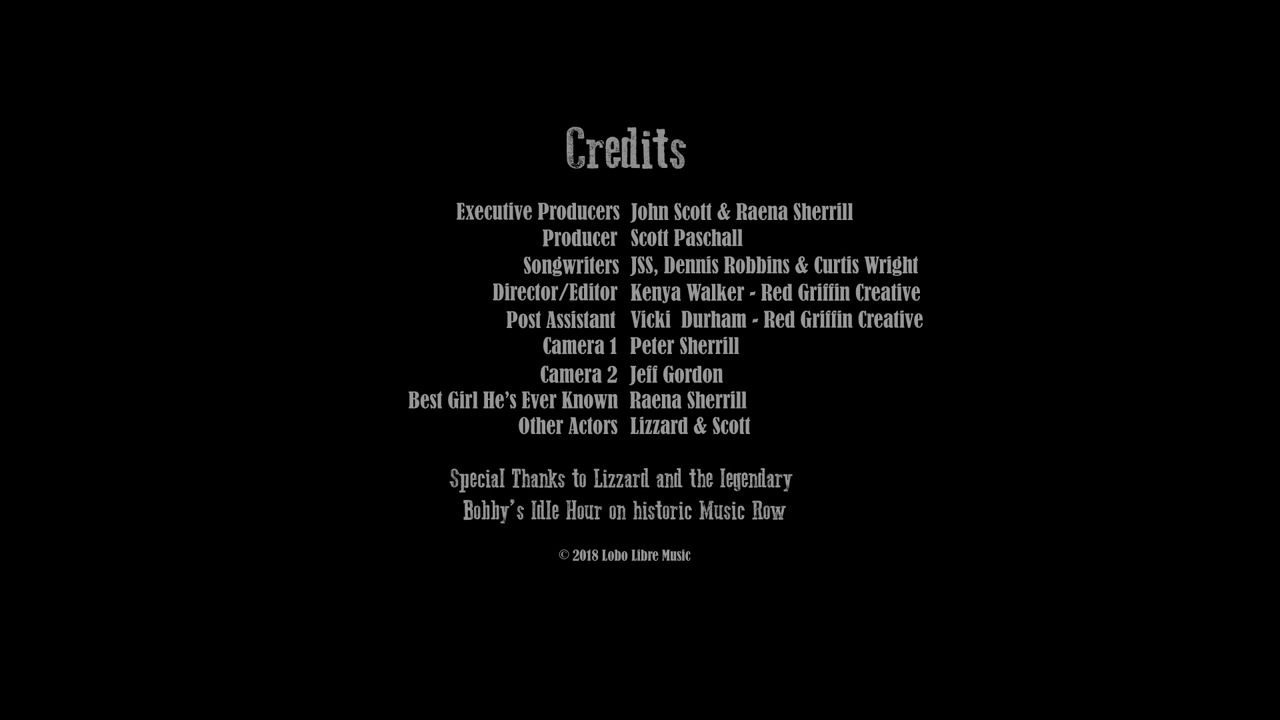 Credits
Executive Producers John Scott & Raena Sherrill
Producer Scott Paschall
Songwriters JSS, Dennis Robbins & Curtis Wright
Director/Editor Kenya Walker - Red Griffin Creative
Post Assistant Vicki Durham - Red Griffin Creative
Camera 1 Peter Sherrill
Camera 2 Jeff Gordon
Best Girl He's Ever Known Raena Sherrill
Other Actors Lizzard & Scott
Special Thanks to Lizzard and the legendary
Bobby's Idle Hour on historic Music Row
© 2018 Lobo Libre Music